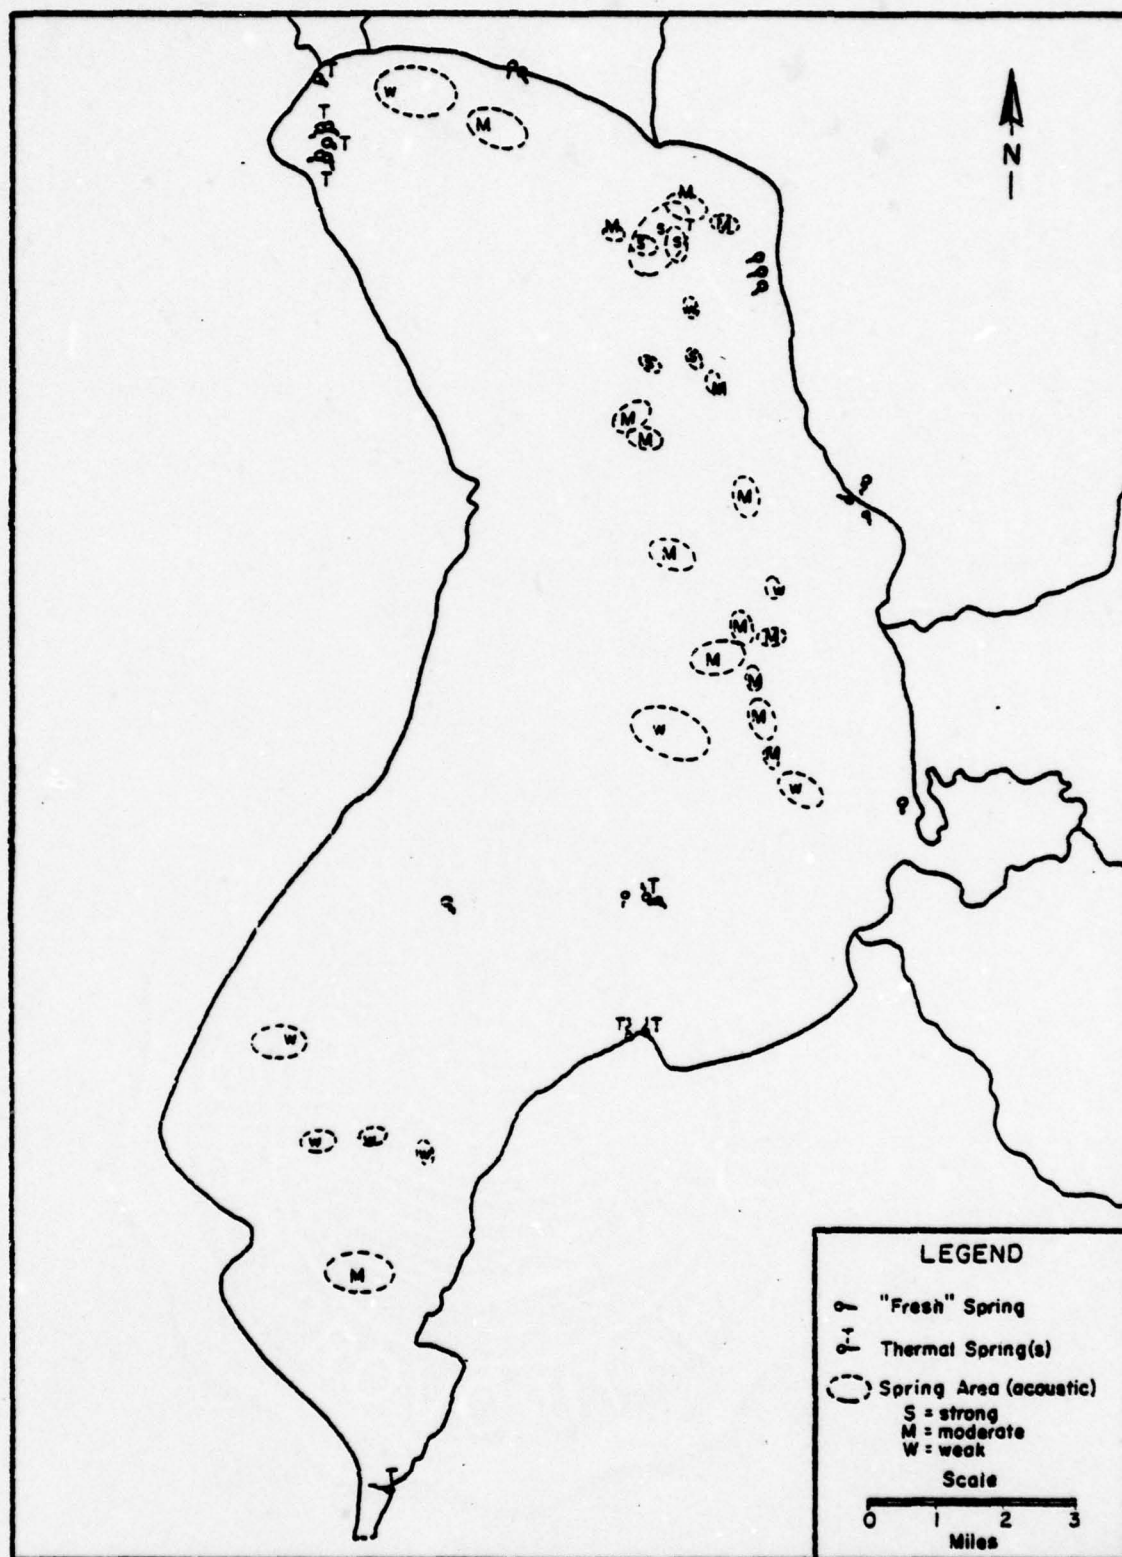 T
W
T
M
T
T
N
M
M
S
T
T
S
S
S
S
M
M
M
M
M
W
M
M
M
M
M
W
M
W
T
T
T
W
W
W
W
M
T
LEGEND
"Fresh" Spring
Thermal Spring(s)
Spring Area (acoustic)
S = strong
M = moderate
W = weak
Scale
0 1 2 3
Miles